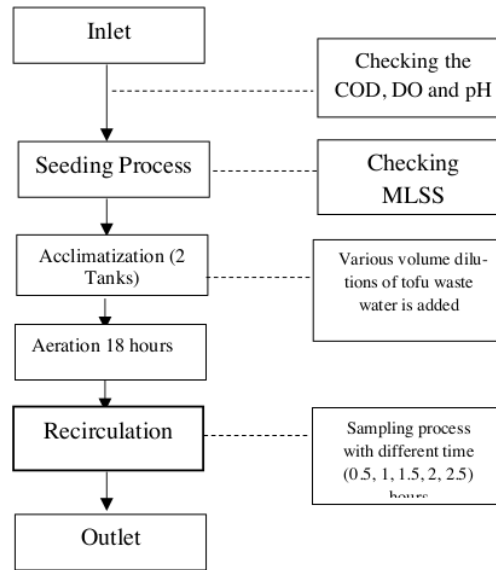 Inlet
Checking the
COD, DO and pH
Seeding Process
Checking
MLSS
Acclimatization (2
Tanks)
Various volume dilu-
tions of tofu waste
water is added
Aeration 18 hours
Recirculation
Sampling process
with different time
(0.5, 1, 1.5, 2, 2.5)
hours
Outlet